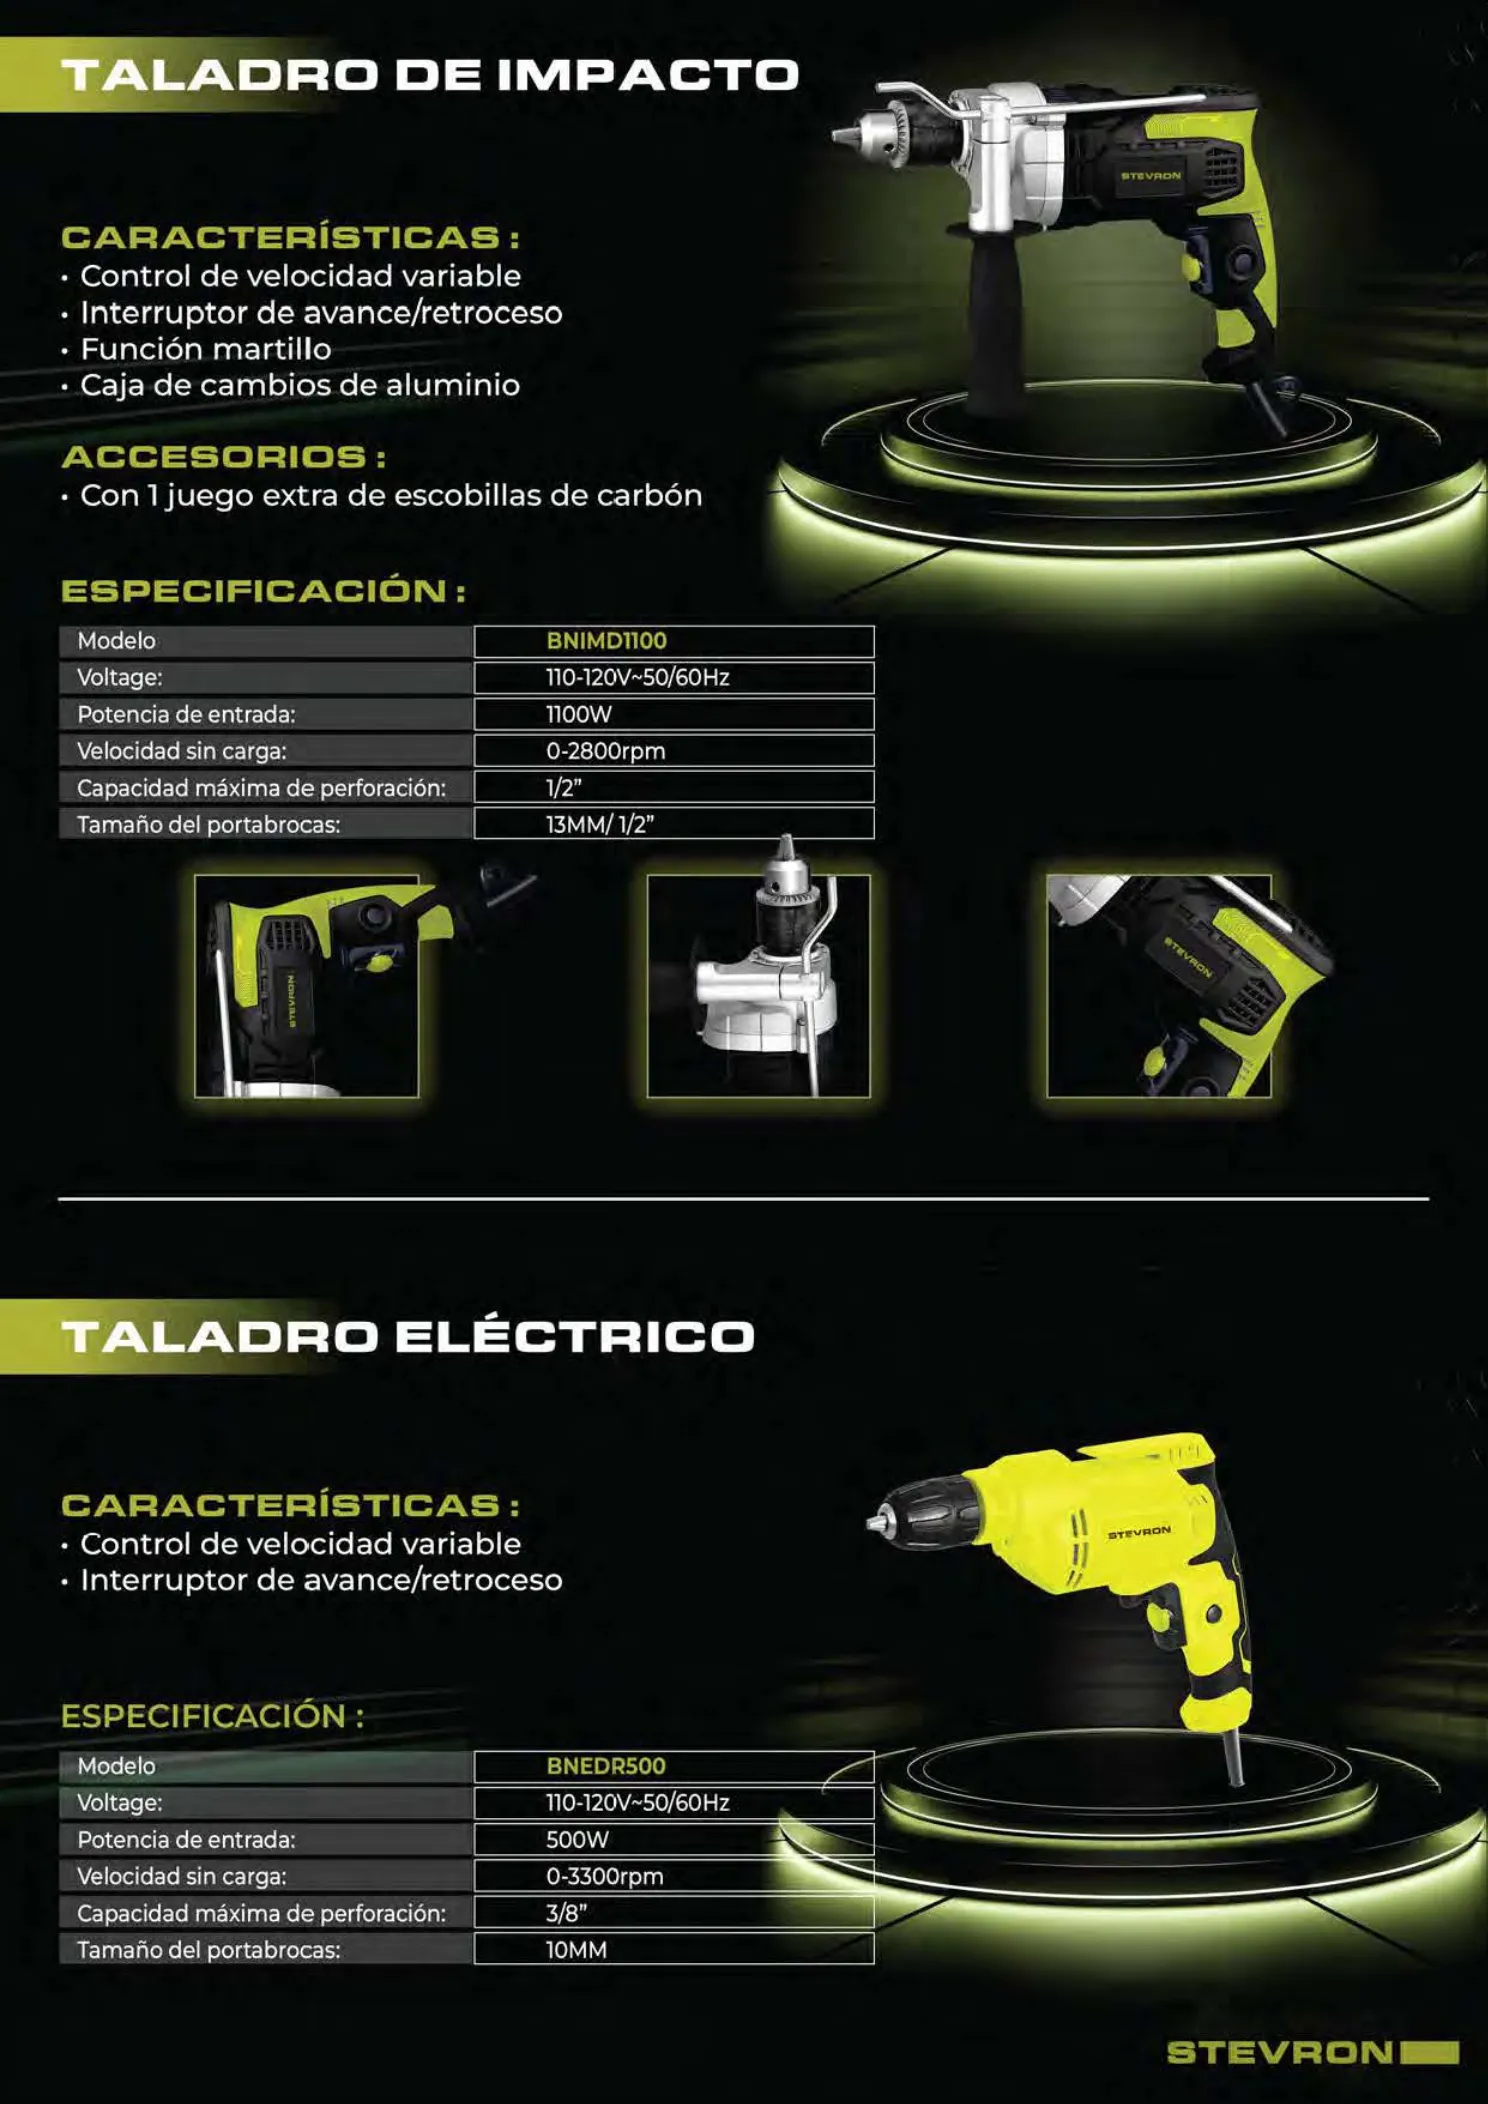 TALADRO DE IMPACTO
STEVRON
CARACTERÍSTICAS :
• Control de velocidad variable
• Interruptor de avance/retroceso
• Función martillo
• Caja de cambios de aluminio
ACCESORIOS :
• Con 1 juego extra de escobillas de carbón
ESPECIFICACIÓN :
Modelo BNIMD1100
Voltage: 110-120V~50/60Hz
Potencia de entrada: 1100W
Velocidad sin carga: 0-2800rpm
Capacidad máxima de perforación: 1/2”
Tamaño del portabrocas: 13MM/ 1/2”
STEVRON
STEVRON
TALADRO ELÉCTRICO
CARACTERÍSTICAS :
• Control de velocidad variable
• Interruptor de avance/retroceso
STEVRON
ESPECIFICACIÓN :
Modelo BNEDR500
Voltage: 110-120V~50/60Hz
Potencia de entrada: 500W
Velocidad sin carga: 0-3300rpm
Capacidad máxima de perforación: 3/8”
Tamaño del portabrocas: 10MM
STEVRON